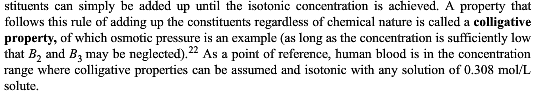 stituents can simply be added up until the isotonic concentration is achieved. A property that
follows this rule of adding up the constituents regardless of chemical nature is called a colligative
property, of which osmotic pressure is an example (as long as the concentration is sufficiently low
that B₂ and B₃ may be neglected).²² As a point of reference, human blood is in the concentration
range where colligative properties can be assumed and isotonic with any solution of 0.308 mol/L
solute.